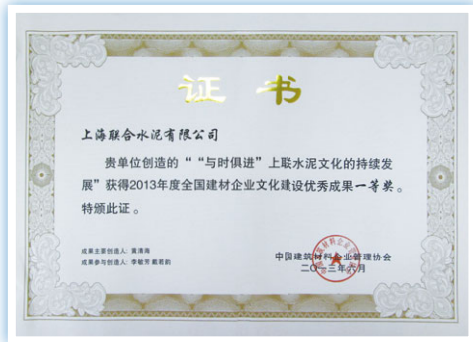 证书
上海联合水泥有限公司
贵单位创造的““与时俱进”上联水泥文化的持续发
展”获得2013年度全国建材企业文化建设优秀成果一等奖。
特颁此证。
成果主要创造人：黄清海
成果参与创造人：李敏芳 戴君韵
中国建筑材料企业管理协会
二〇一三年六月